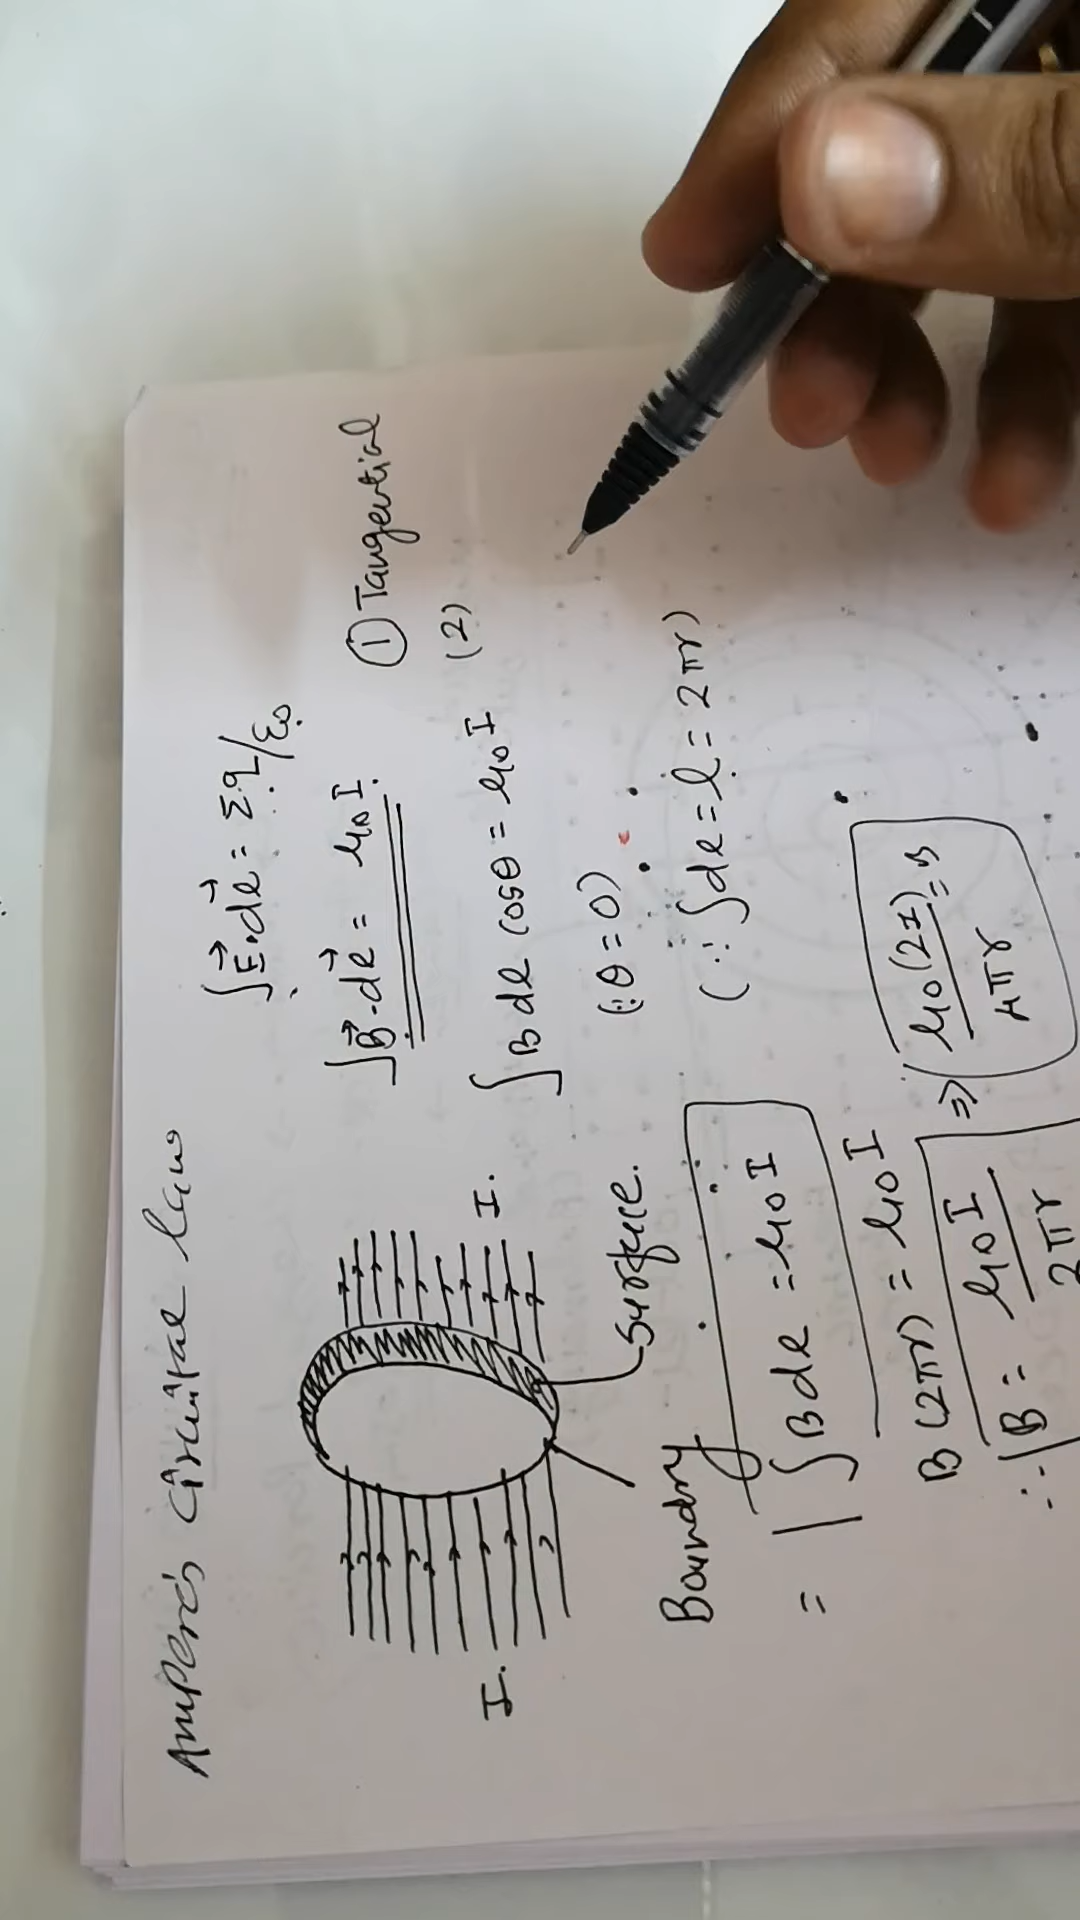 Ampere's Circuital law
∫E⃗·dl⃗ = Σq/ε₀
∫B⃗·dl⃗ = μ₀I
① Tangential
∫B dl cosθ = μ₀I
(2)
(∵ θ = 0)
I.
I.
Surface.
Boundry
= ∫B dl = μ₀I
(∵ ∫dl = l = 2πr)
B(2πr) = μ₀I
∴ B = μ₀I / 2πr ⇒ μ₀(2I) / 4πr = B